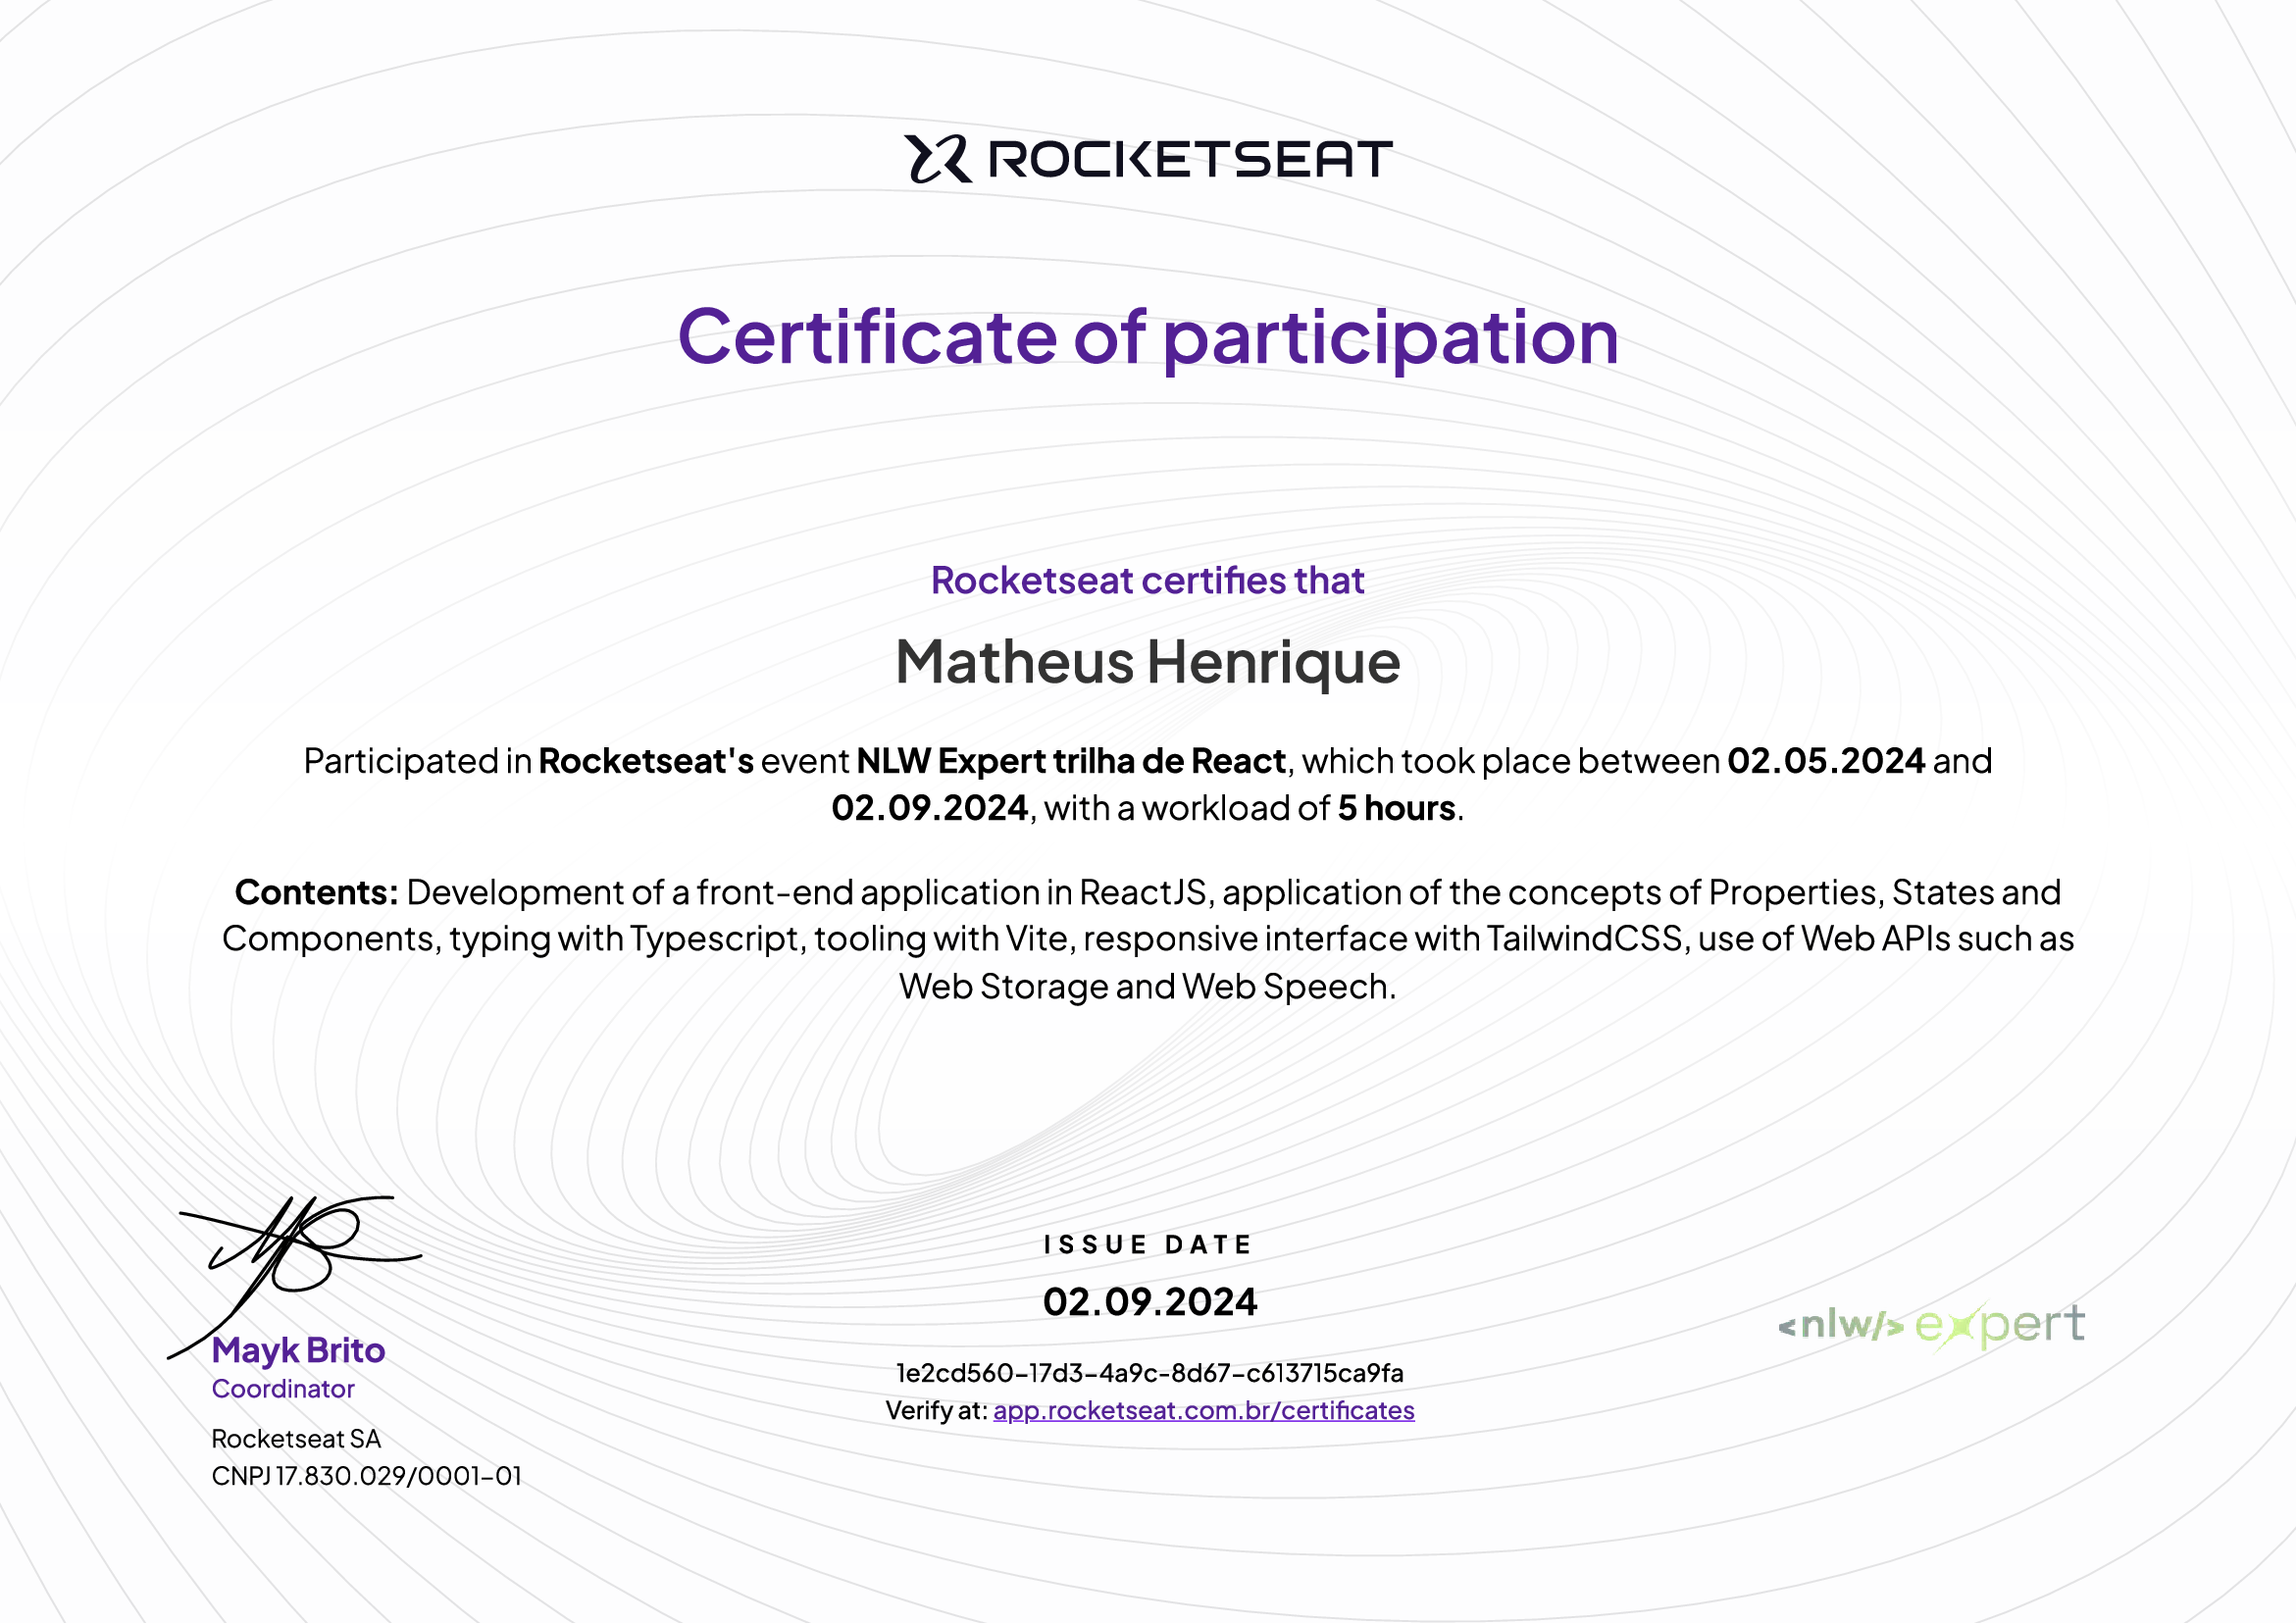 ROCKETSEAT
Certificate of participation
Rocketseat certifies that
Matheus Henrique
Participated in Rocketseat's event NLW Expert trilha de React, which took place between 02.05.2024 and
02.09.2024, with a workload of 5 hours.
Contents: Development of a front-end application in ReactJS, application of the concepts of Properties, States and
Components, typing with Typescript, tooling with Vite, responsive interface with TailwindCSS, use of Web APIs such as
Web Storage and Web Speech.
Mayk Brito
Coordinator
Rocketseat SA
CNPJ 17.830.029/0001-01
ISSUE DATE
02.09.2024
1e2cd560-17d3-4a9c-8d67-c613715ca9fa
Verify at: app.rocketseat.com.br/certificates
<nlw/> expert